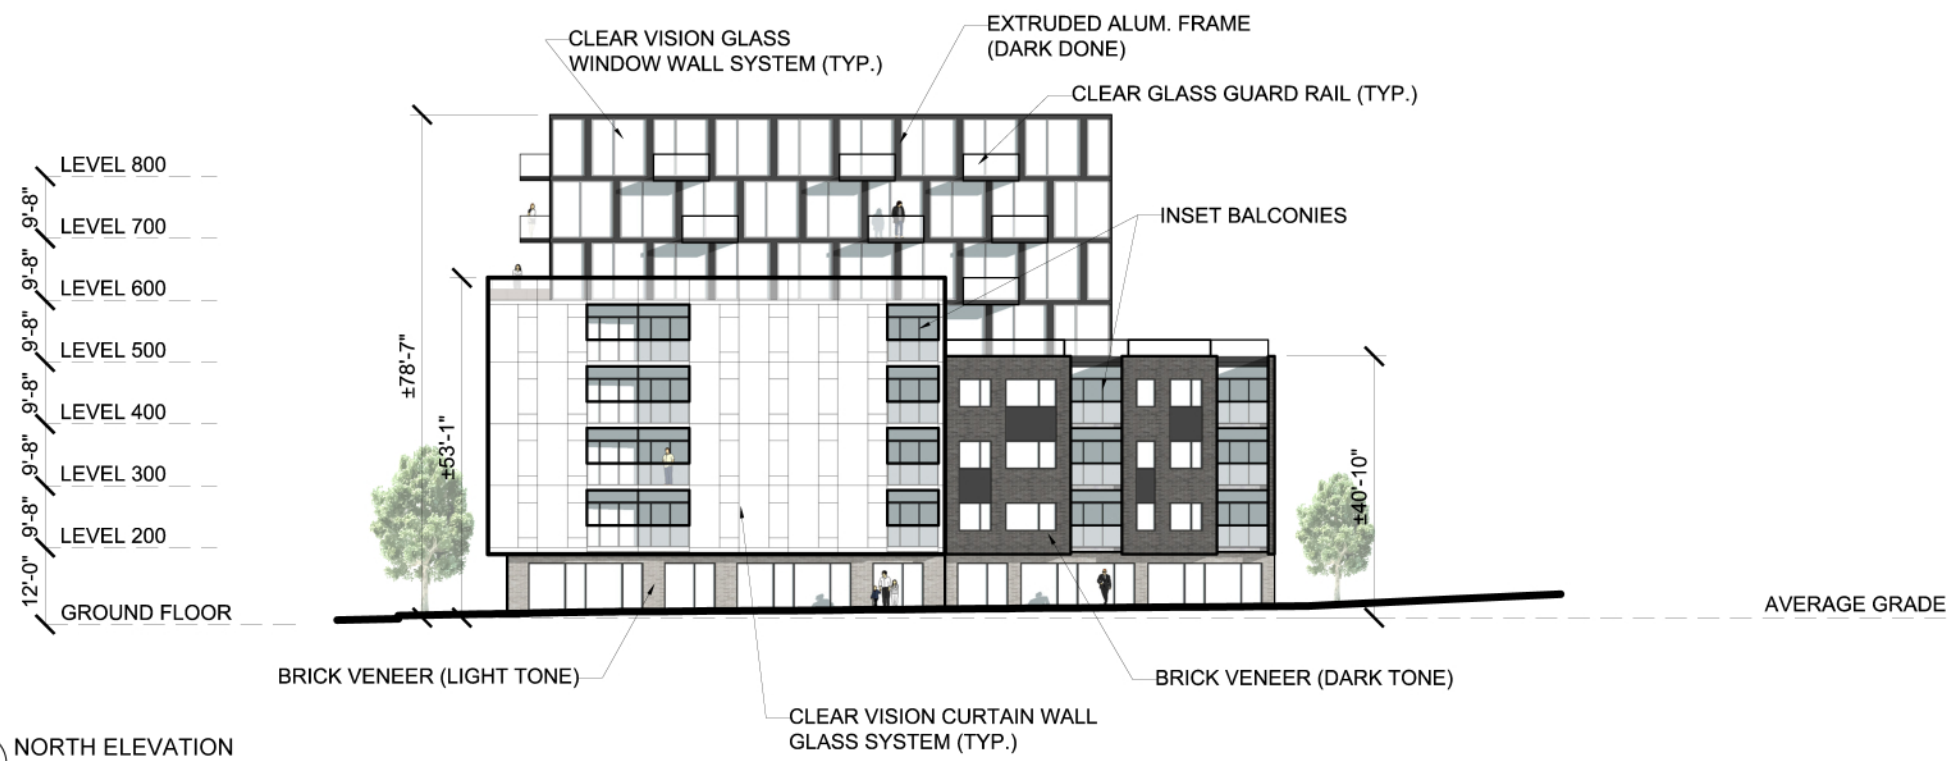 CLEAR VISION GLASS
WINDOW WALL SYSTEM (TYP.)
EXTRUDED ALUM. FRAME
(DARK DONE)
CLEAR GLASS GUARD RAIL (TYP.)
INSET BALCONIES
LEVEL 800
9'-8"
LEVEL 700
9'-8"
LEVEL 600
9'-8"
LEVEL 500
9'-8"
LEVEL 400
9'-8"
LEVEL 300
9'-8"
LEVEL 200
12'-0"
GROUND FLOOR
±78'-7"
±53'-1"
±40'-10"
AVERAGE GRADE
BRICK VENEER (LIGHT TONE)
BRICK VENEER (DARK TONE)
CLEAR VISION CURTAIN WALL
GLASS SYSTEM (TYP.)
NORTH ELEVATION